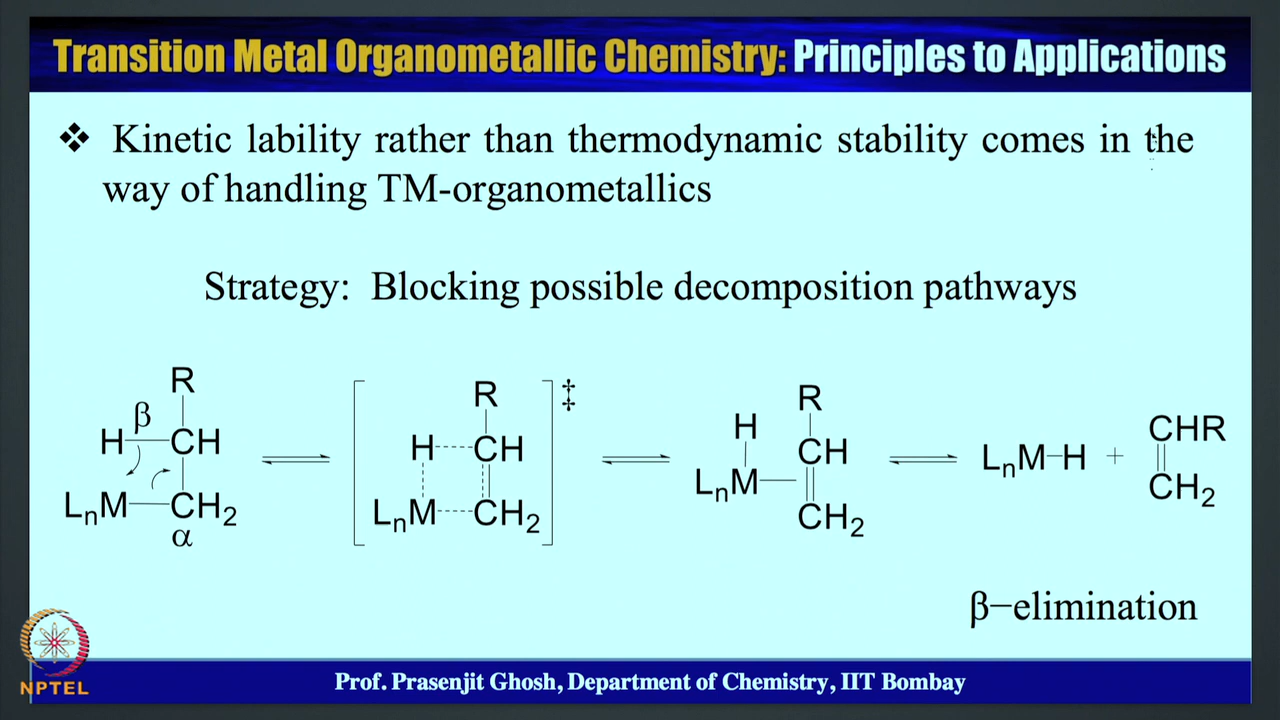 Transition Metal Organometallic Chemistry: Principles to Applications
❖ Kinetic lability rather than thermodynamic stability comes in the
way of handling TM-organometallics
Strategy: Blocking possible decomposition pathways
R
β
H CH
LnM CH2
α
R
H CH
LnM CH2
‡
R
H
CH
LnM
CH2
LnM-H + CHR
CH2
β−elimination
NPTEL
Prof. Prasenjit Ghosh, Department of Chemistry, IIT Bombay